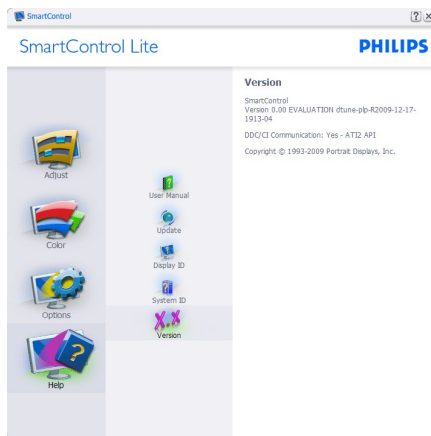 SmartControl
SmartControl Lite
PHILIPS
Adjust
Color
Options
Help
User Manual
Update
Display ID
System ID
Version
Version
SmartControl
Version 0.00 EVALUATION dtune-plp-R2009-12-17-
1913-04
DDC/CI Communication: Yes - ATI2 API
Copyright © 1993-2009 Portrait Displays, Inc.